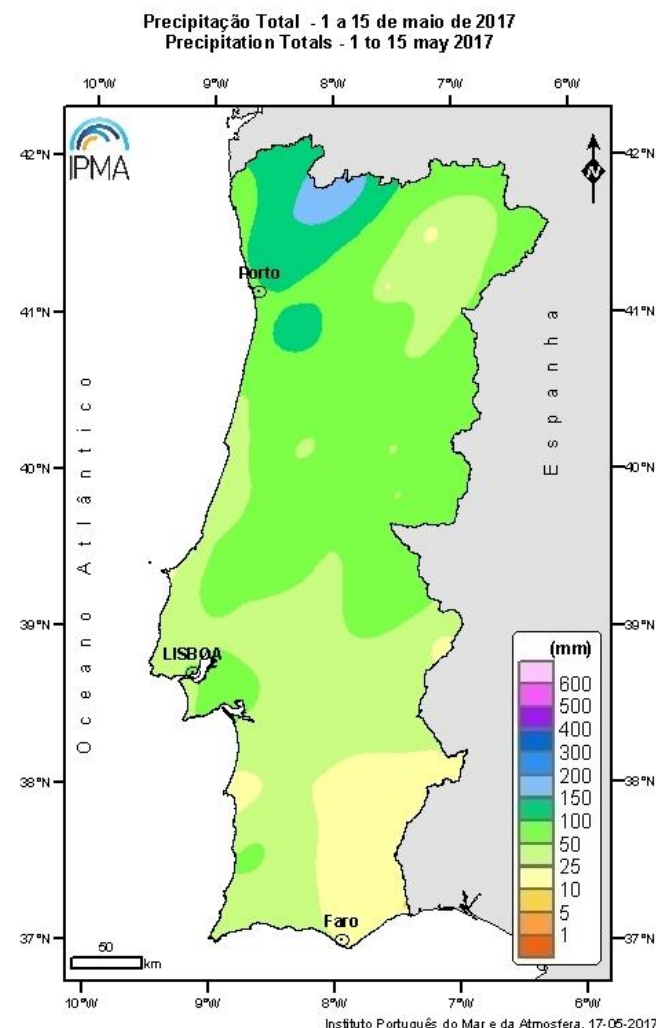 Precipitação Total - 1 a 15 de maio de 2017
Precipitation Totals - 1 to 15 may 2017
10°W 9°W 8°W 7°W 6°W
IPMA
N
42°N 42°N
Porto
41°N 41°N
Oceano Atlântico
Espanha
40°N 40°N
39°N 39°N
LISBOA
(mm)
600
500
400
300
200
150
100
50
25
10
5
1
38°N 38°N
Faro
37°N 37°N
50
km
10°W 9°W 8°W 7°W 6°W
Instituto Português do Mar e da Atmosfera, 17-05-2017